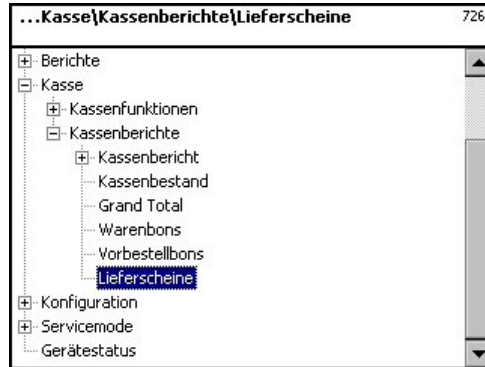 ...Kasse\Kassenberichte\Lieferscheine 726
Berichte
Kasse
Kassenfunktionen
Kassenberichte
Kassenbericht
Kassenbestand
Grand Total
Warenbons
Vorbestellbons
Lieferscheine
Konfiguration
Servicemode
Gerätestatus